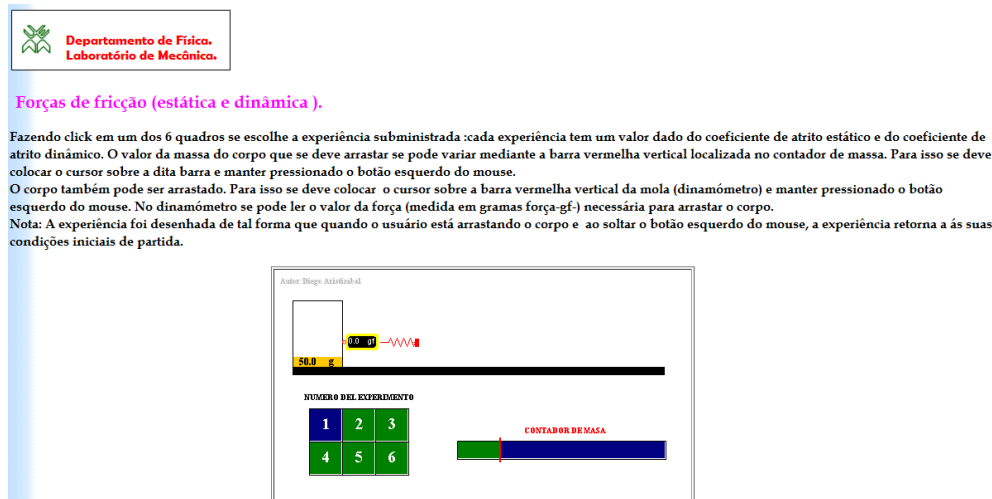 Departamento de Física.
Laboratório de Mecânica.
Forças de fricção (estática e dinâmica ).
Fazendo click em um dos 6 quadros se escolhe a experiência subministrada :cada experiência tem um valor dado do coeficiente de atrito estático e do coeficiente de
atrito dinâmico. O valor da massa do corpo que se deve arrastar se pode variar mediante a barra vermelha vertical localizada no contador de massa. Para isso se deve
colocar o cursor sobre a dita barra e manter pressionado o botão esquerdo do mouse.
O corpo também pode ser arrastado. Para isso se deve colocar o cursor sobre a barra vermelha vertical da mola (dinamómetro) e manter pressionado o botão
esquerdo do mouse. No dinamómetro se pode ler o valor da força (medida em gramas força-gf-) necessária para arrastar o corpo.
Nota: A experiência foi desenhada de tal forma que quando o usuário está arrastando o corpo e ao soltar o botão esquerdo do mouse, a experiência retorna a ás suas
condições iniciais de partida.
Autor: Diego Aristizábal
0.0 gf
50.0 g
NUMERO DEL EXPERIMENTO
1 2 3
CONTADOR DE MASA
4 5 6